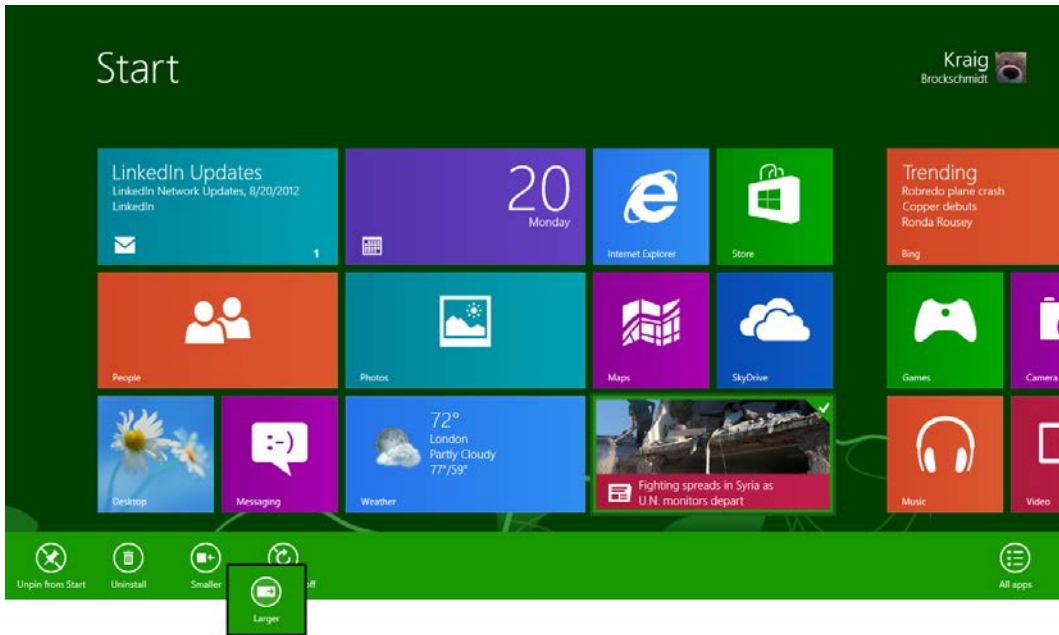 Start
Kraig
Brockschmidt
LinkedIn Updates
LinkedIn Network Updates, 8/20/2012
LinkedIn
1
20
Monday
Internet Explorer
Store
Trending
Robredo plane crash
Copper debuts
Ronda Rousey
Bing
People
Photos
Maps
SkyDrive
Games
Camera
Desktop
:-)
Messaging
72°
London
Partly Cloudy
77°/59°
Weather
Fighting spreads in Syria as
U.N. monitors depart
Music
Video
Unpin from Start
Uninstall
Smaller
Larger
All apps